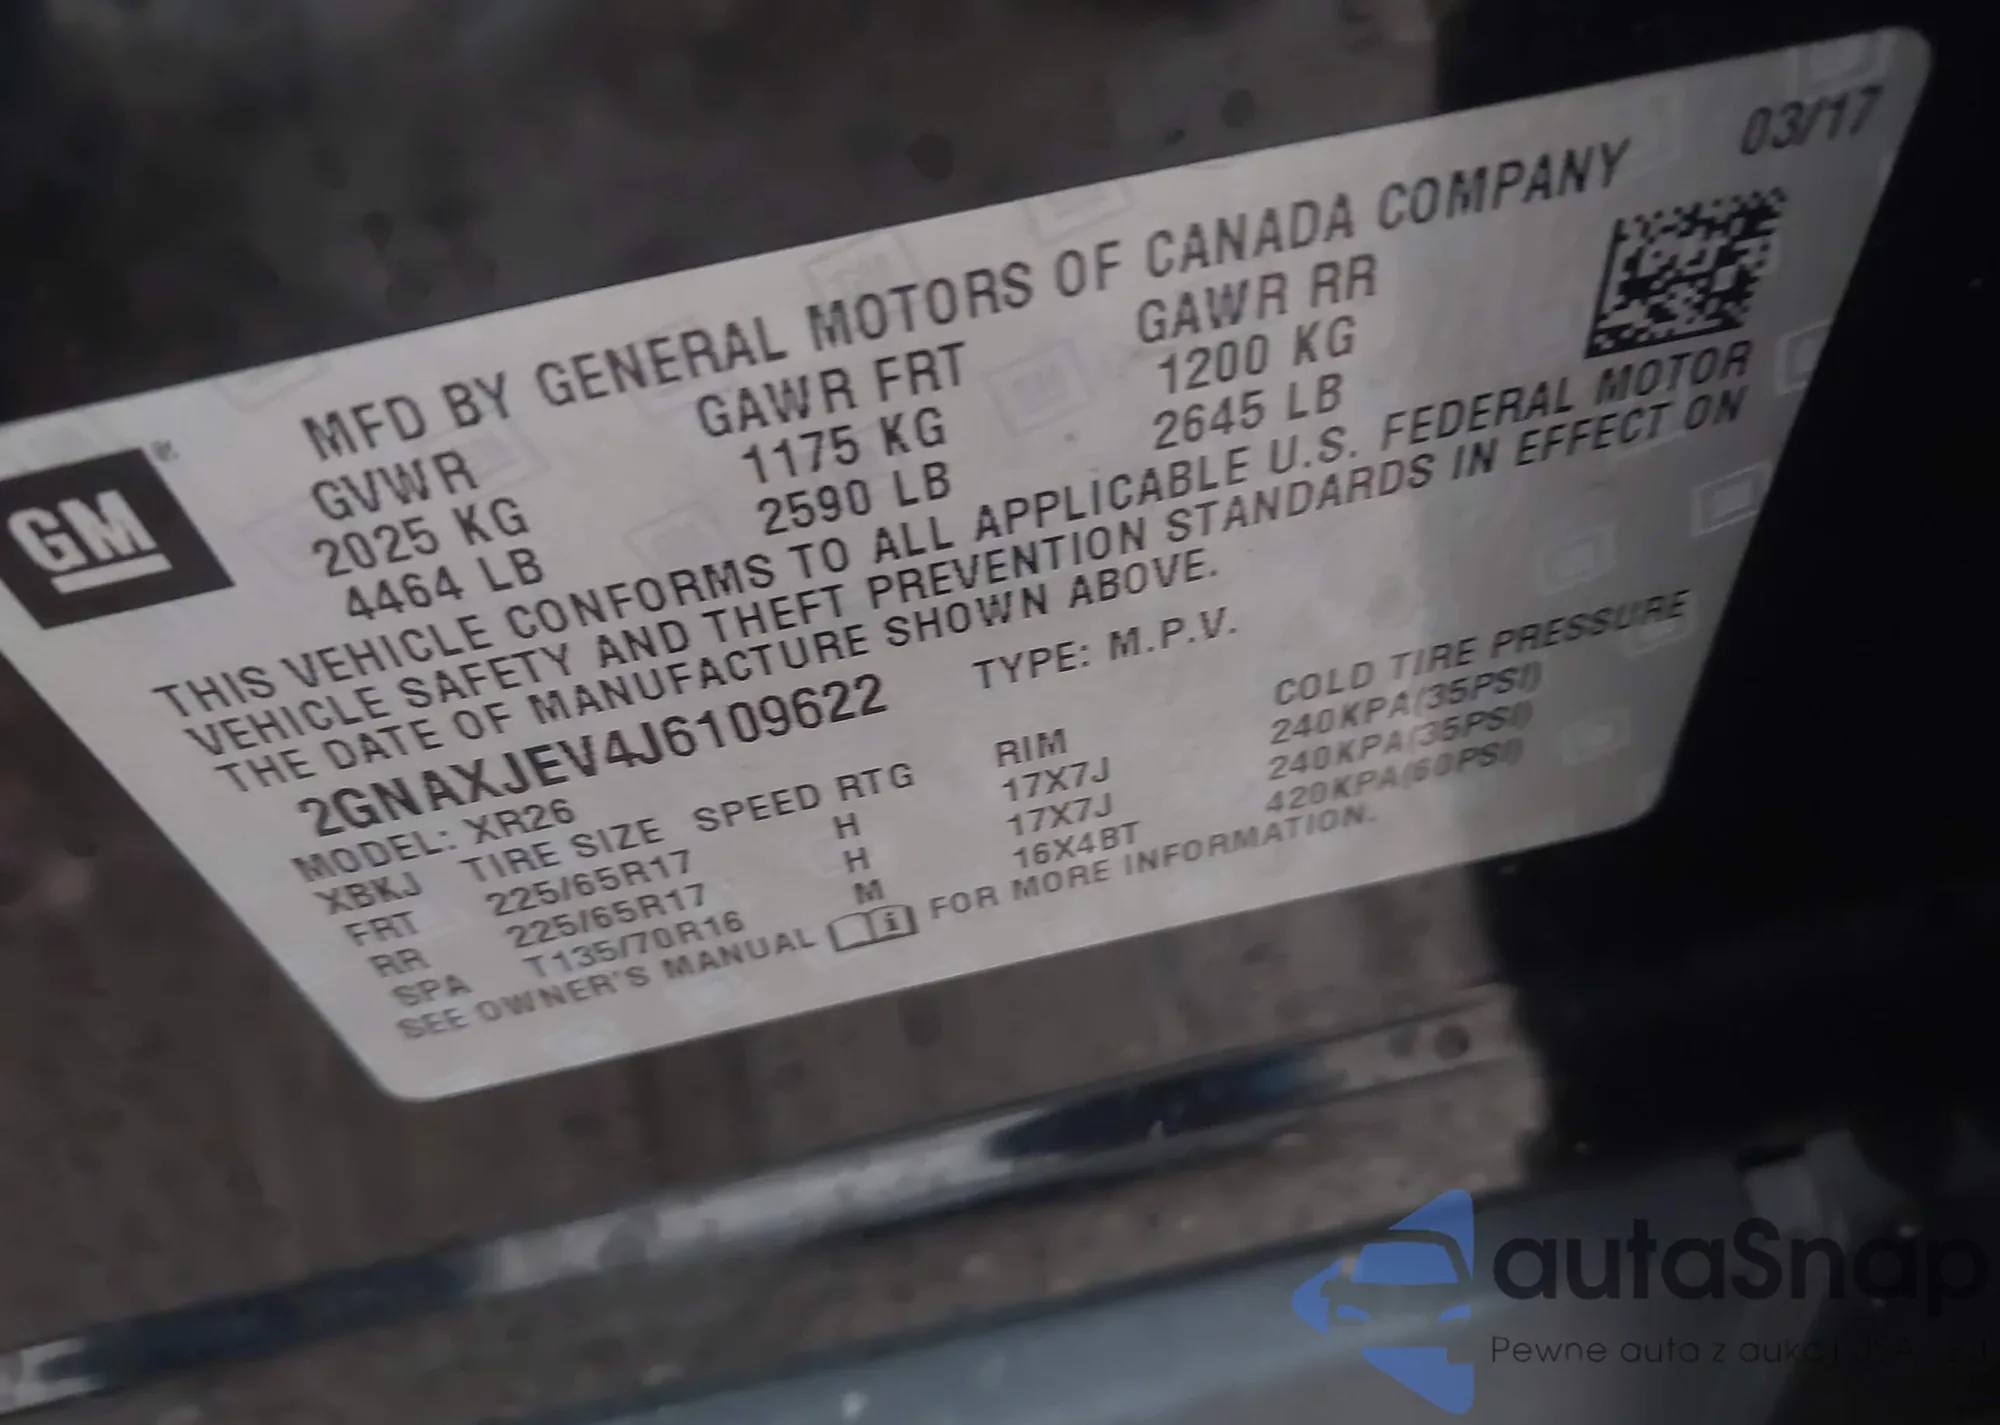 03/17
MFD BY GENERAL MOTORS OF CANADA COMPANY
GVWR GAWR FRT GAWR RR
2025 KG 1175 KG 1200 KG
4464 LB 2590 LB 2645 LB
GM
THIS VEHICLE CONFORMS TO ALL APPLICABLE U.S. FEDERAL MOTOR
VEHICLE SAFETY AND THEFT PREVENTION STANDARDS IN EFFECT ON
THE DATE OF MANUFACTURE SHOWN ABOVE.
2GNAXJEV4J6109622 TYPE: M.P.V.
MODEL: XR26
XBKJ TIRE SIZE SPEED RTG RIM COLD TIRE PRESSURE
FRT 225/65R17 H 17X7J 240KPA(35PSI)
RR 225/65R17 H 17X7J 240KPA(35PSI)
SPA T135/70R16 M 16X4BT 420KPA(60PSI)
SEE OWNER'S MANUAL FOR MORE INFORMATION.
autaSnap
Pewne auta z